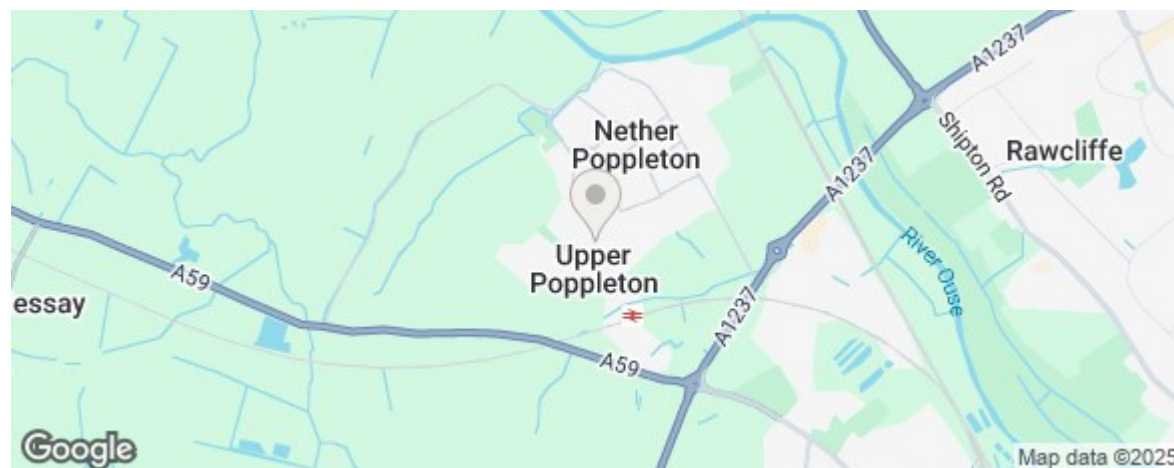 A1237
Nether
Poppleton
Shipton Rd
Rawcliffe
A1237
Upper
Poppleton
River Ouse
A59
essay
A1237
A59
Google
Map data ©2025